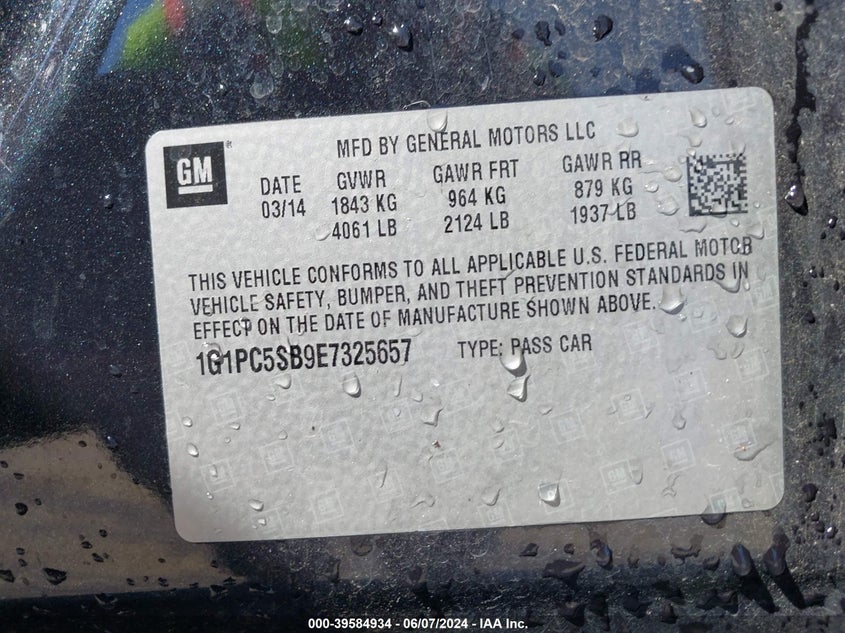 GM
MFD BY GENERAL MOTORS LLC
DATE GVWR GAWR FRT GAWR RR
03/14 1843 KG 964 KG 879 KG
4061 LB 2124 LB 1937 LB
THIS VEHICLE CONFORMS TO ALL APPLICABLE U.S. FEDERAL MOTOR
VEHICLE SAFETY, BUMPER, AND THEFT PREVENTION STANDARDS IN
EFFECT ON THE DATE OF MANUFACTURE SHOWN ABOVE.
1G1PC5SB9E7325657 TYPE: PASS CAR
000-39584934 - 06/07/2024 - IAA Inc.